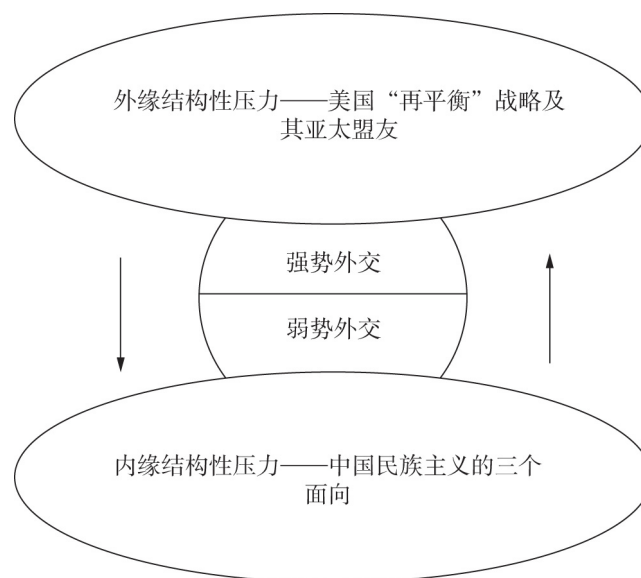 外缘结构性压力——美国“再平衡”战略及
其亚太盟友
强势外交
弱势外交
内缘结构性压力——中国民族主义的三个
面向